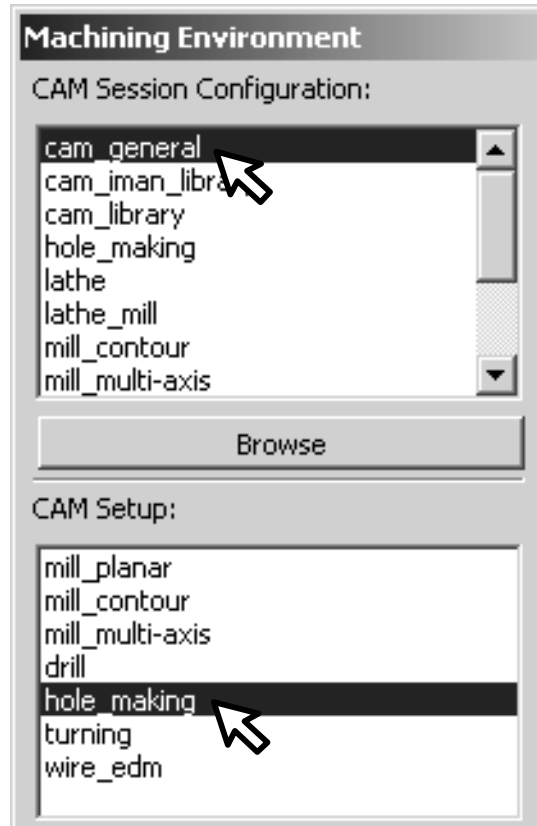 Machining Environment
CAM Session Configuration:
cam_general
cam_iman_library
cam_library
hole_making
lathe
lathe_mill
mill_contour
mill_multi-axis
Browse
CAM Setup:
mill_planar
mill_contour
mill_multi-axis
drill
hole_making
turning
wire_edm